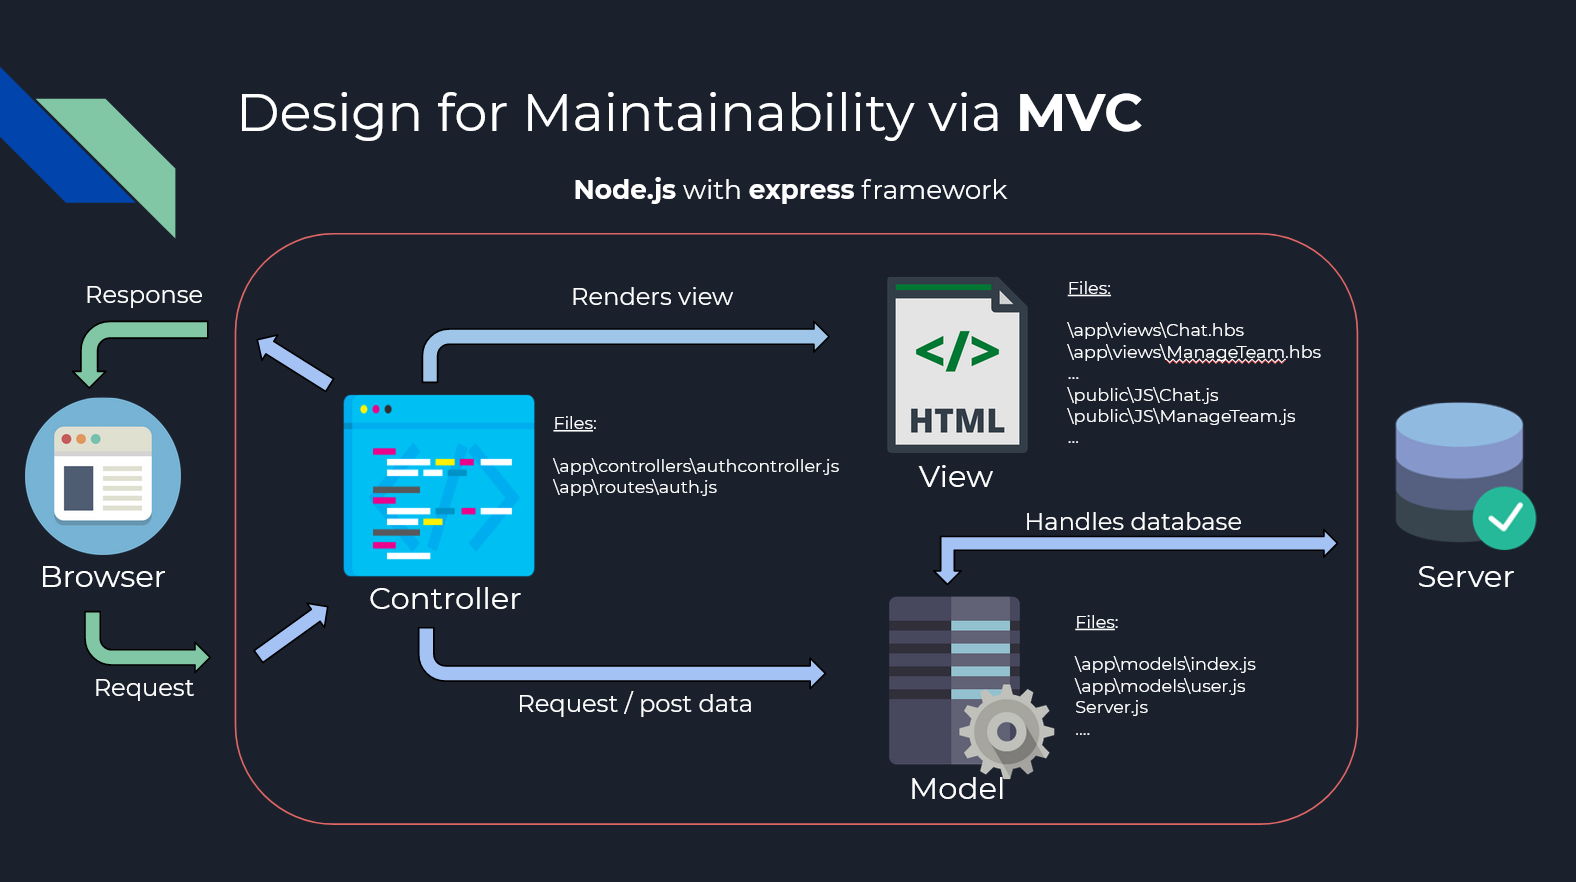 Design for Maintainability via MVC
Node.js with express framework
Response
Browser
Request
Renders view
Files:
\app\controllers\authcontroller.js
\app\routes\auth.js
Controller
Request / post data
</>
HTML
View
Files:
\app\views\Chat.hbs
\app\views\ManageTeam.hbs
...
\public\JS\Chat.js
\public\JS\ManageTeam.js
...
Handles database
Model
Files:
\app\models\index.js
\app\models\user.js
Server.js
....
Server